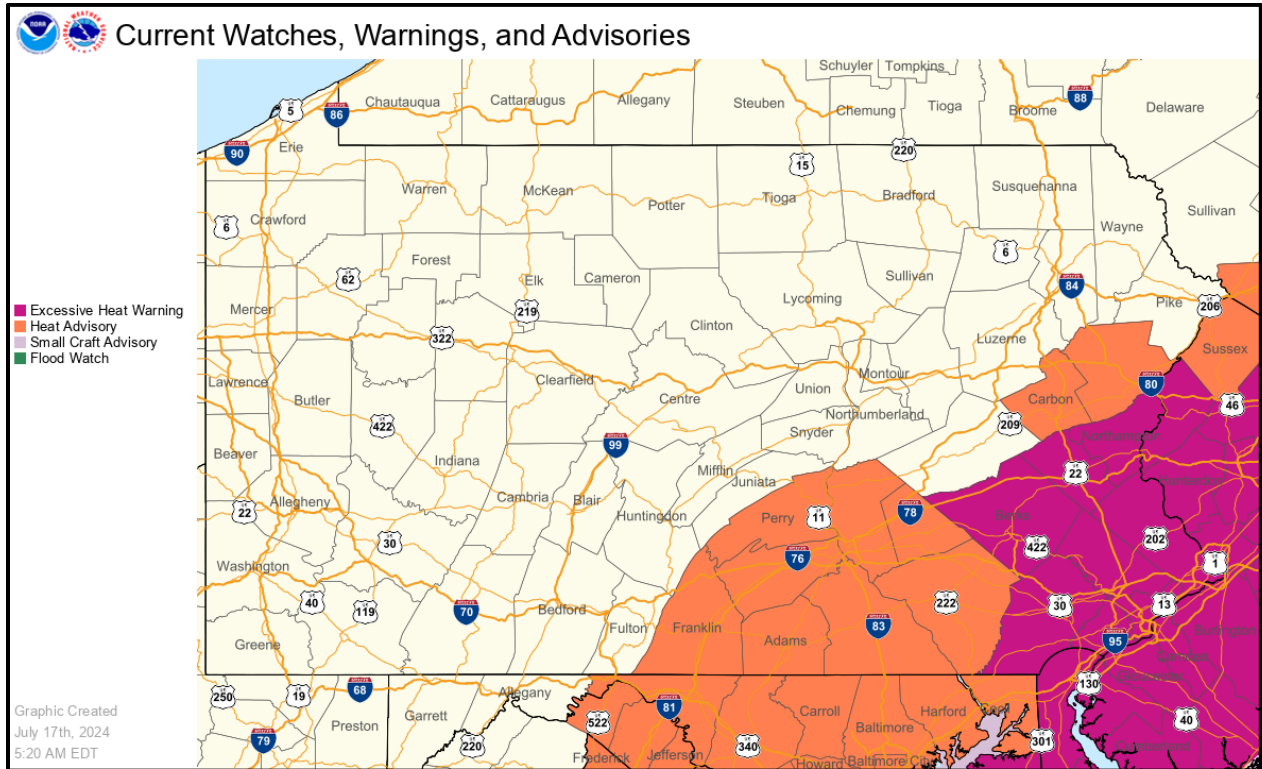 NOAA
Current Watches, Warnings, and Advisories
Schuyler Tompkins
Chautauqua Cattaraugus Allegany Steuben Chemung Tioga Broome 88 Delaware
5 86
90 Erie 15 220
Warren McKean Potter Tioga Bradford Susquehanna
6 Crawford Wayne Sullivan
62 Forest Elk Cameron Sullivan 6
Excessive Heat Warning
Heat Advisory
Small Craft Advisory
Flood Watch
Mercer 219 Lycoming 84 Pike 206
322 Clinton Luzerne Sussex
Lawrence Butler Clearfield Centre Union Montour Carbon 80 46
422 Snyder Northumberland 209
Beaver Indiana 99 Mifflin Northampton
Allegheny Cambria Blair Juniata 22 Hunterdon
22 30 Huntingdon Perry 11 78 Berks 422 202
Washington 76 1
40 119 70 Bedford 222 30 13
Greene Fulton Franklin Adams 83 95 Burlington
Camden
Gloucester
250 19 68 Allegany 130
Preston Garrett 522 81 Carroll Harford Cecil 40
79 220 Frederick Jefferson 340 Baltimore 301 Cumberland
Howard Baltimore City
Graphic Created
July 17th, 2024
5:20 AM EDT